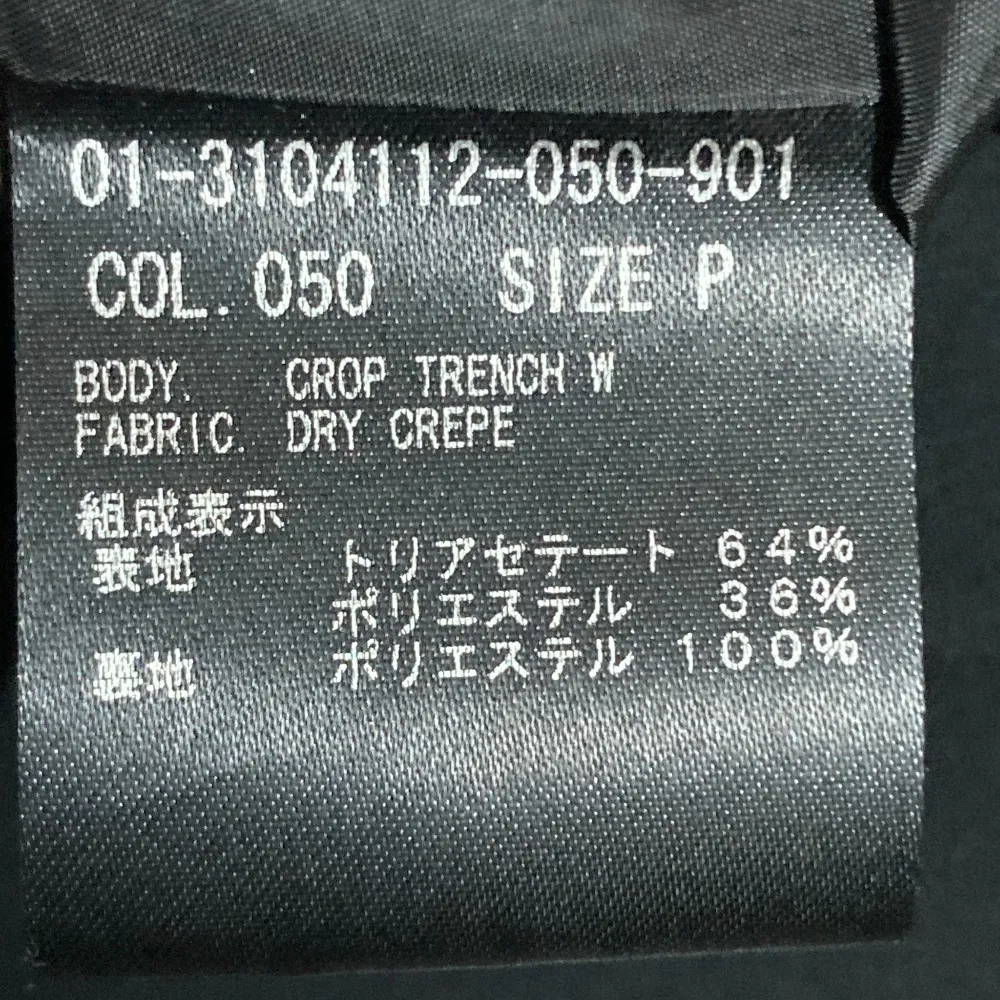 01-3104112-050-901
COL. 050 SIZE P
BODY. CROP TRENCH W
FABRIC. DRY CREPE
組成表示
表地 トリアセテート 64%
ポリエステル 36%
裏地 ポリエステル 100%